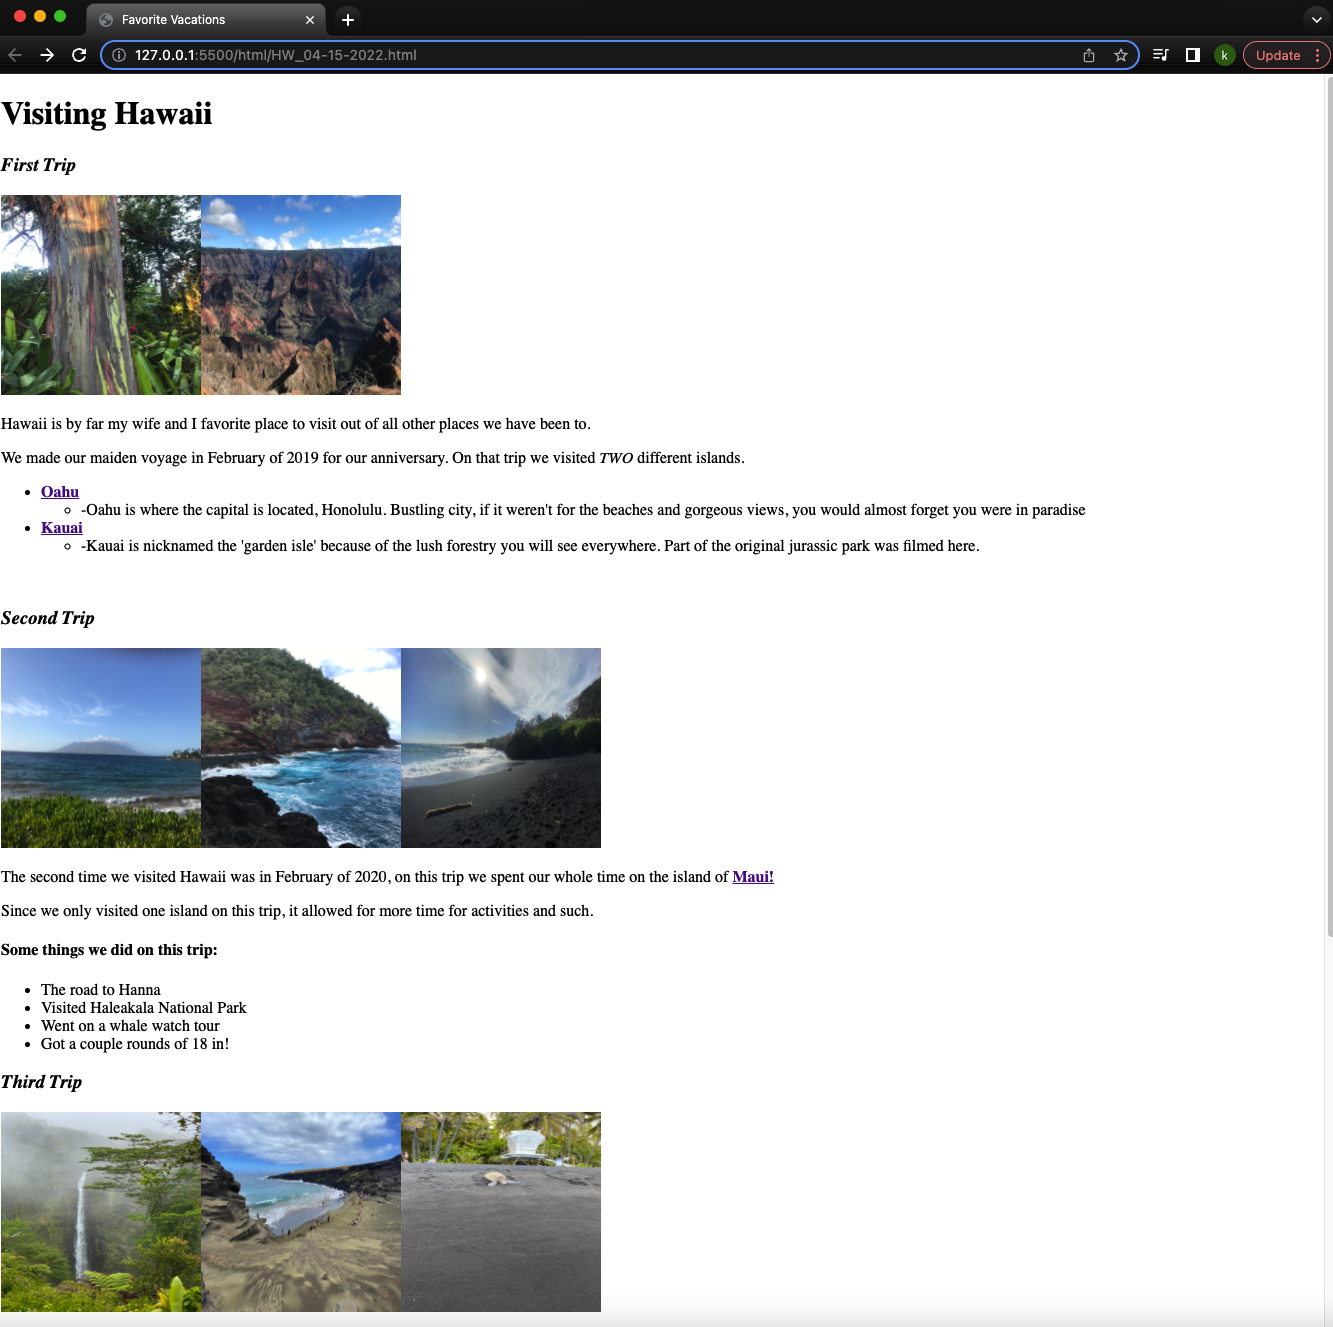 Favorite Vacations
127.0.0.1:5500/html/HW_04-15-2022.html
k
Update
Visiting Hawaii
First Trip
Hawaii is by far my wife and I favorite place to visit out of all other places we have been to.
We made our maiden voyage in February of 2019 for our anniversary. On that trip we visited TWO different islands.
Oahu
-Oahu is where the capital is located, Honolulu. Bustling city, if it weren't for the beaches and gorgeous views, you would almost forget you were in paradise
Kauai
-Kauai is nicknamed the 'garden isle' because of the lush forestry you will see everywhere. Part of the original jurassic park was filmed here.
Second Trip
The second time we visited Hawaii was in February of 2020, on this trip we spent our whole time on the island of Maui!
Since we only visited one island on this trip, it allowed for more time for activities and such.
Some things we did on this trip:
The road to Hanna
Visited Haleakala National Park
Went on a whale watch tour
Got a couple rounds of 18 in!
Third Trip